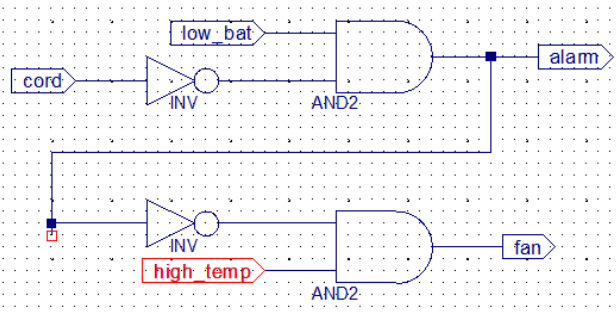 low_bat
alarm
cord
INV
AND2
INV
fan
high_temp
AND2